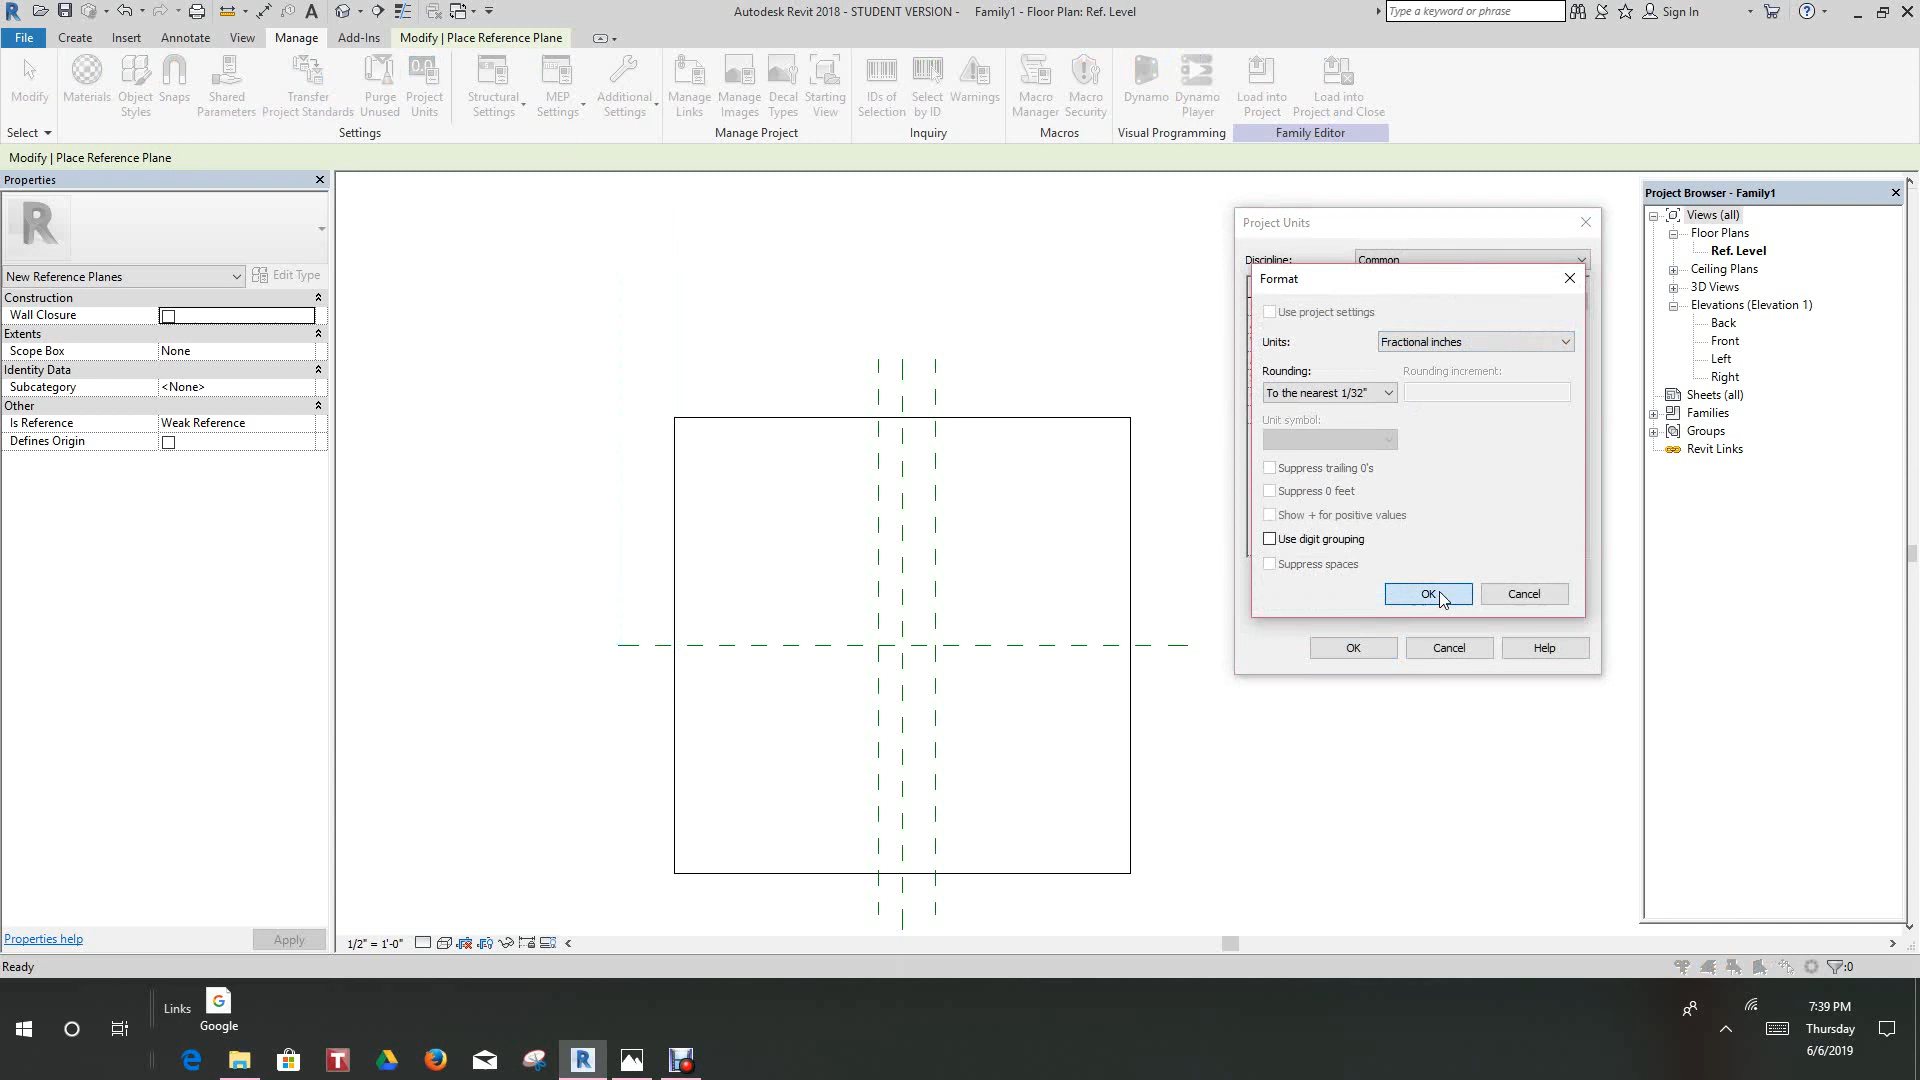 Autodesk Revit 2018 - STUDENT VERSION - Family1 - Floor Plan: Ref. Level
Type a keyword or phrase
Sign In
File Create Insert Annotate View Manage Add-Ins Modify | Place Reference Plane
Modify
Materials
Object Styles
Snaps
Shared Parameters
Transfer Project Standards
Purge Unused
Project Units
Structural Settings
MEP Settings
Additional Settings
Manage Links
Manage Images
Decal Types
Starting View
IDs of Selection
Select by ID
Warnings
Macro Manager
Macro Security
Dynamo
Dynamo Player
Load into Project
Load into Project and Close
Select Settings Manage Project Inquiry Macros Visual Programming Family Editor
Modify | Place Reference Plane
Properties
New Reference Planes Edit Type
Construction
Wall Closure
Extents
Scope Box None
Identity Data
Subcategory <None>
Other
Is Reference Weak Reference
Defines Origin
Properties help Apply
1/2" = 1'-0"
Ready
:0
Project Units
Discipline: Common
Format
Use project settings
Units: Fractional inches
Rounding: Rounding increment:
To the nearest 1/32"
Unit symbol:
Suppress trailing 0's
Suppress 0 feet
Show + for positive values
Use digit grouping
Suppress spaces
OK Cancel
OK Cancel Help
Project Browser - Family1
Views (all)
Floor Plans
Ref. Level
Ceiling Plans
3D Views
Elevations (Elevation 1)
Back
Front
Left
Right
Sheets (all)
Families
Groups
Revit Links
Links
Google
7:39 PM
Thursday
6/6/2019